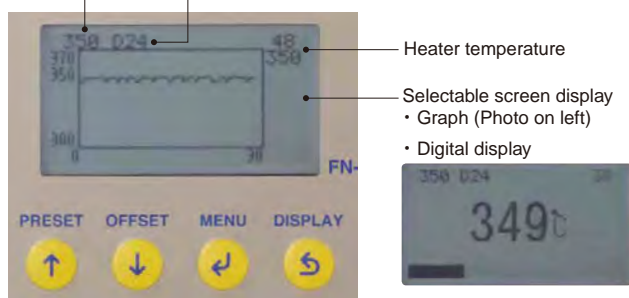 350 D24 48
370 350
350
300
0 30
FN-
PRESET OFFSET MENU DISPLAY
Heater temperature
Selectable screen display
・Graph (Photo on left)
・Digital display
350 D24
349℃